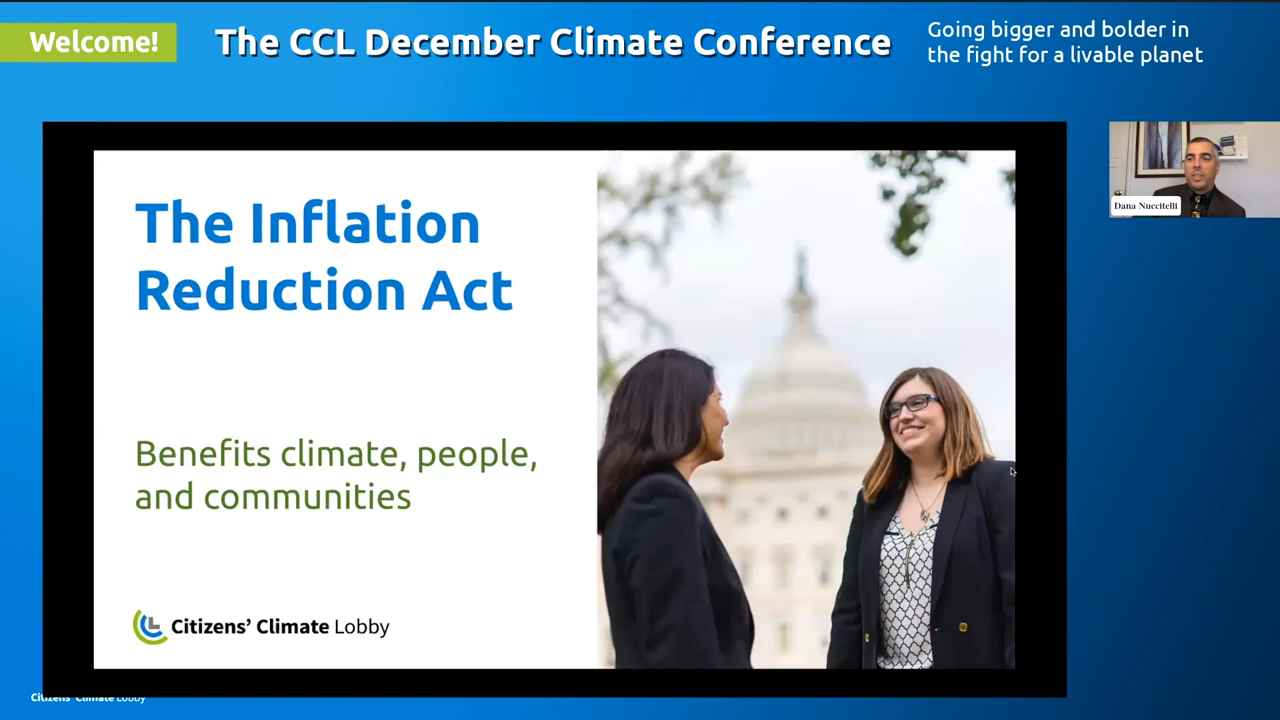 Welcome!
The CCL December Climate Conference
Going bigger and bolder in
the fight for a livable planet
The Inflation
Reduction Act
Benefits climate, people,
and communities
Citizens' Climate Lobby
Dana Nuccitelli
Citizens' Climate Lobby